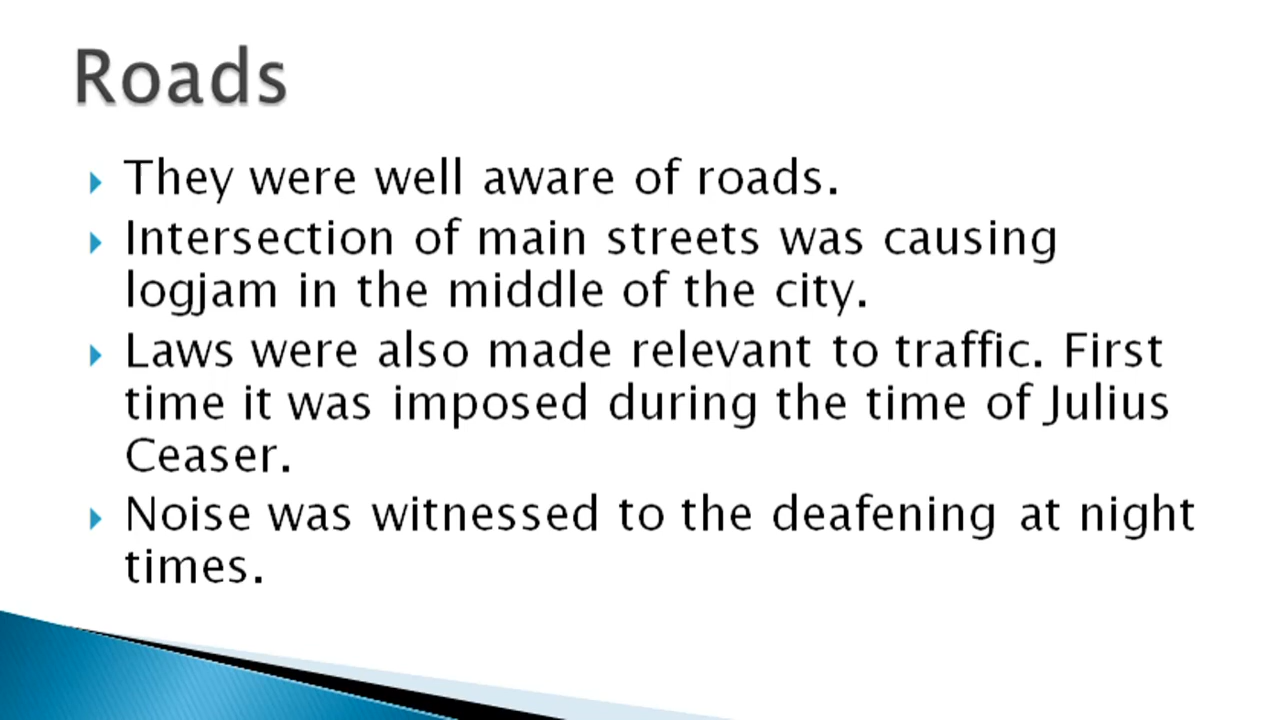 Roads
They were well aware of roads.
Intersection of main streets was causing
logjam in the middle of the city.
Laws were also made relevant to traffic. First
time it was imposed during the time of Julius
Ceaser.
Noise was witnessed to the deafening at night
times.